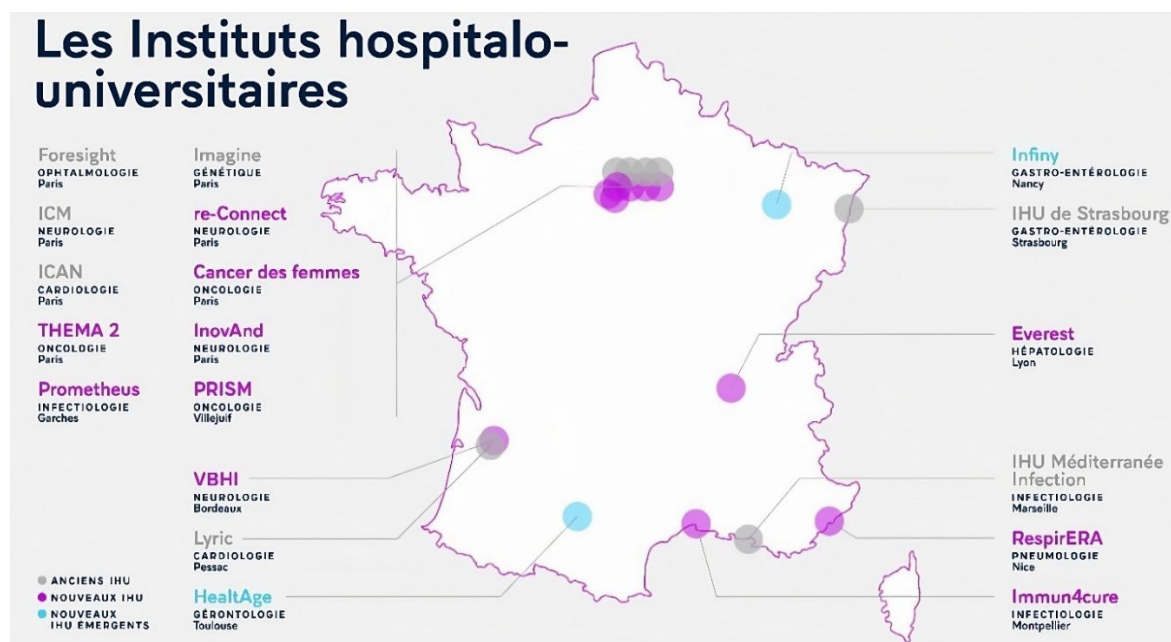 Les Instituts hospitalo-
universitaires
Foresight
OPHTALMOLOGIE
Paris
Imagine
GÉNÉTIQUE
Paris
ICM
NEUROLOGIE
Paris
re-Connect
NEUROLOGIE
Paris
ICAN
CARDIOLOGIE
Paris
Cancer des femmes
ONCOLOGIE
Paris
THEMA 2
ONCOLOGIE
Paris
InovAnd
NEUROLOGIE
Paris
Prometheus
INFECTIOLOGIE
Garches
PRISM
ONCOLOGIE
Villejuif
VBHI
NEUROLOGIE
Bordeaux
Lyric
CARDIOLOGIE
Pessac
HealtAge
GÉRONTOLOGIE
Toulouse
ANCIENS IHU
NOUVEAUX IHU
NOUVEAUX
IHU EMERGENTS
Infiny
GASTRO-ENTÉROLOGIE
Nancy
IHU de Strasbourg
GASTRO-ENTÉROLOGIE
Strasbourg
Everest
HÉPATOLOGIE
Lyon
IHU Méditerranée
Infection
INFECTIOLOGIE
Marseille
RespirERA
PNEUMOLOGIE
Nice
Immun4cure
INFECTIOLOGIE
Montpellier